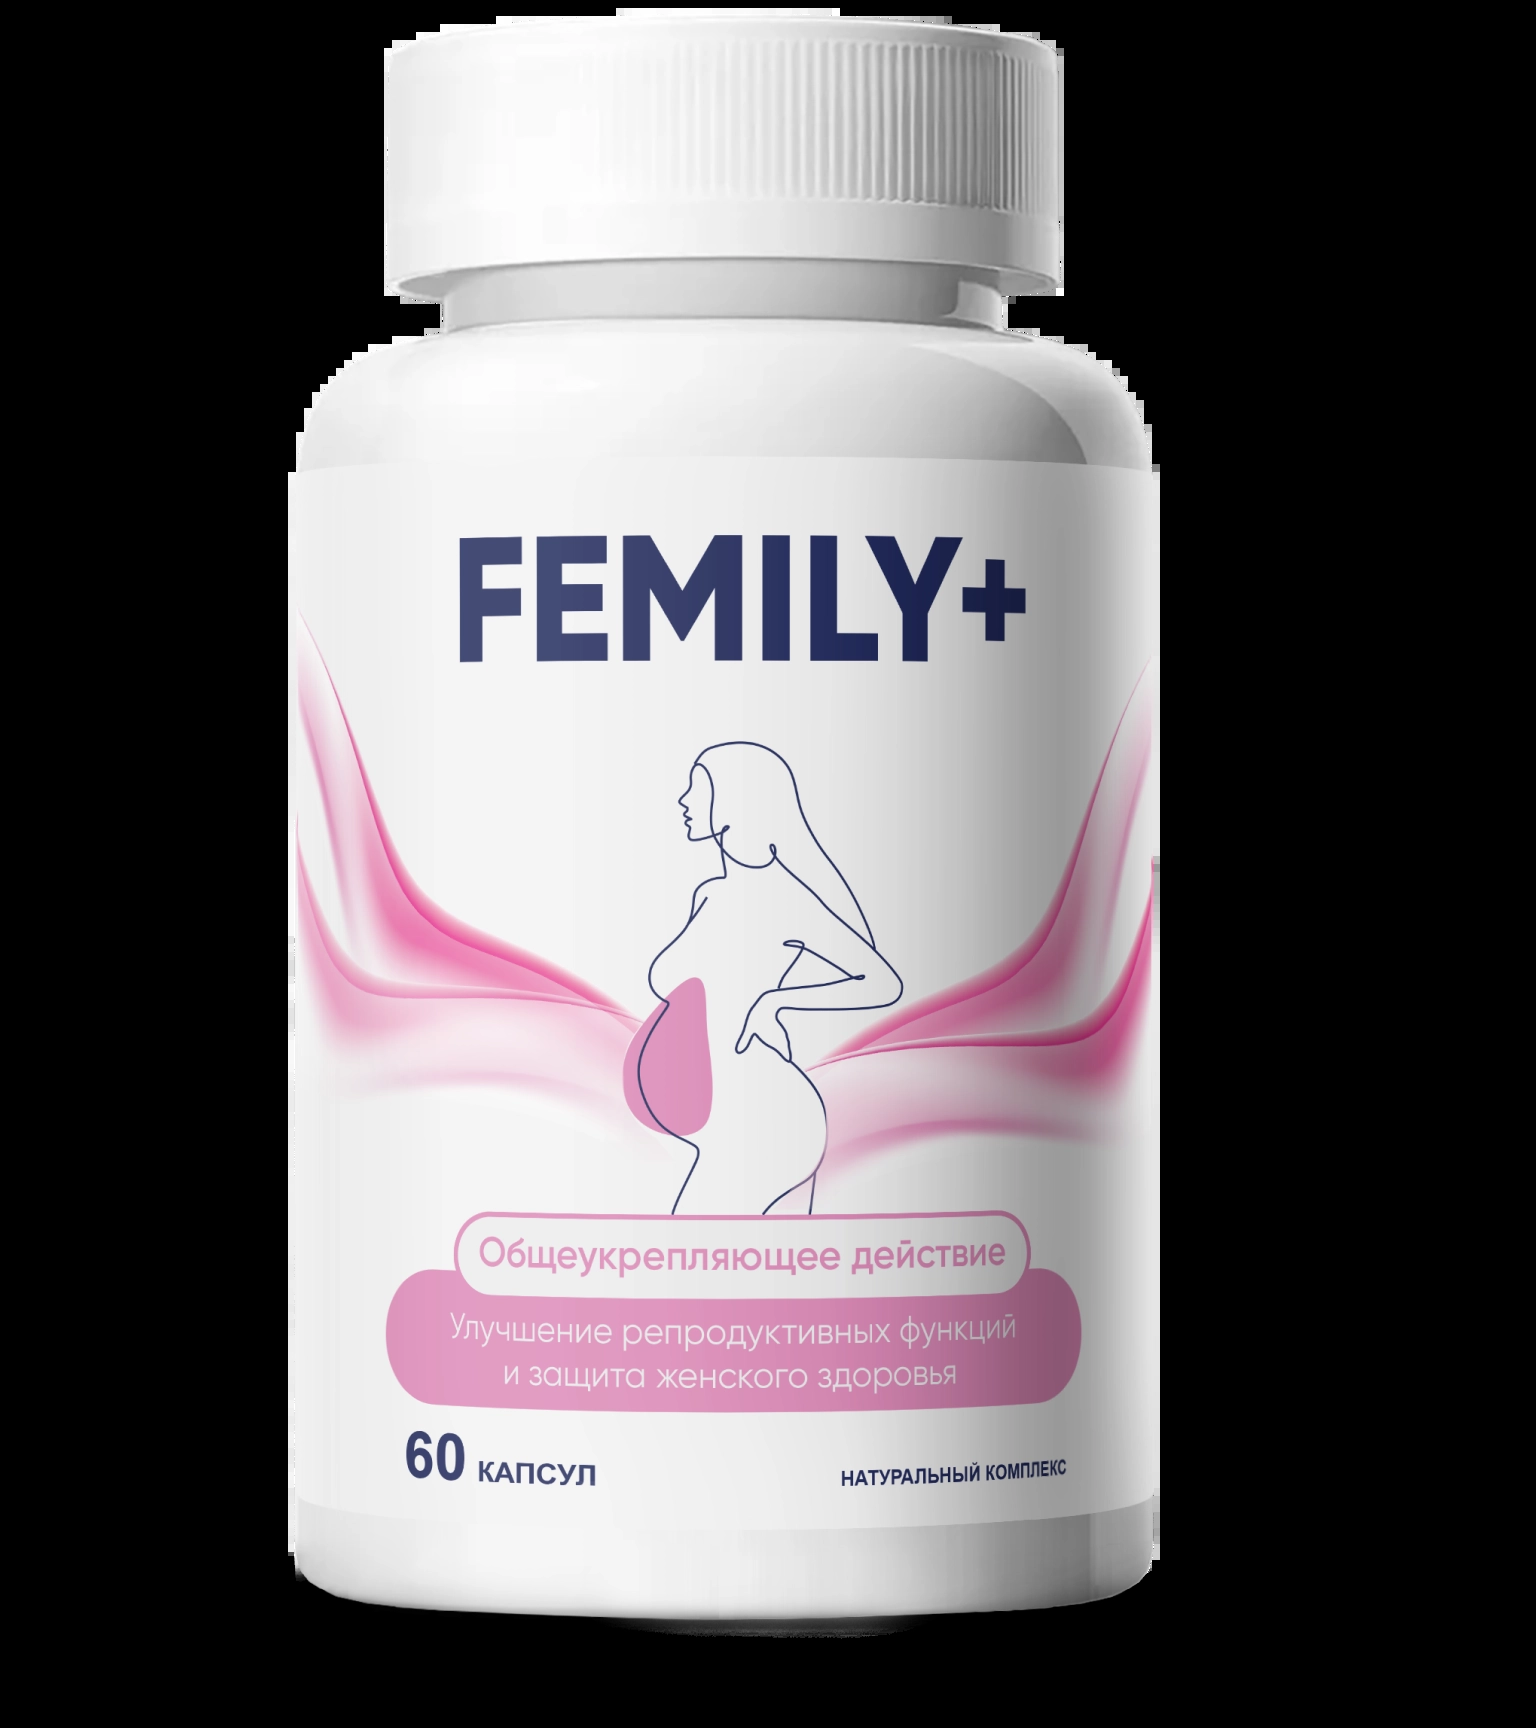 FEMILY+
Общеукрепляющее действие
Улучшение репродуктивных функций
и защита женского здоровья
60 КАПСУЛ
НАТУРАЛЬНЫЙ КОМПЛЕКС